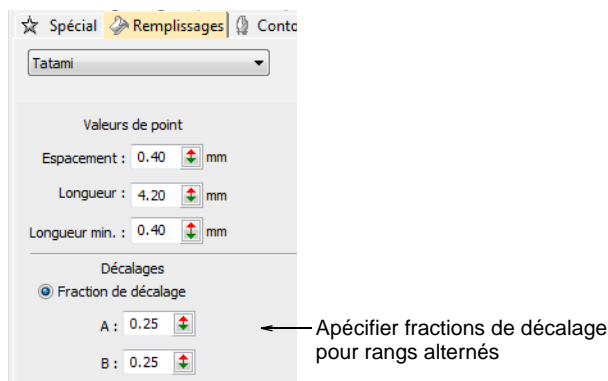 Spécial Remplissages Conto
Tatami
Valeurs de point
Espacement : 0.40 mm
Longueur : 4.20 mm
Longueur min. : 0.40 mm
Décalages
Fraction de décalage
A : 0.25
Apécifier fractions de décalage
pour rangs alternés
B : 0.25